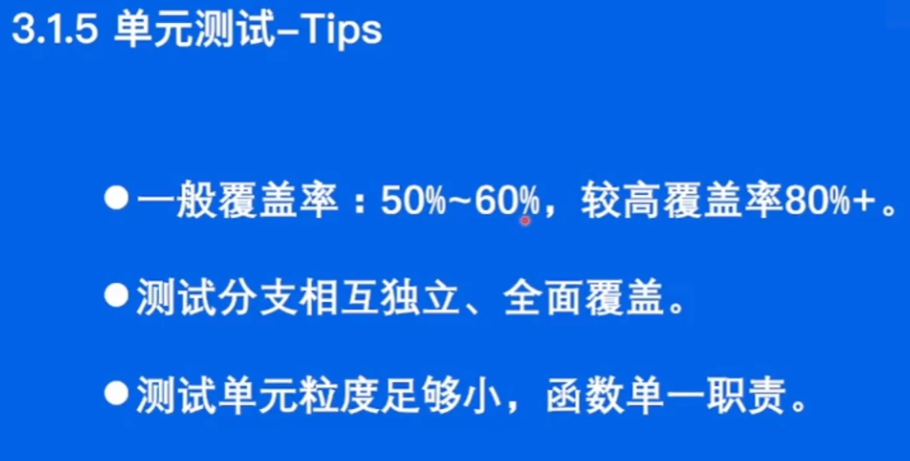 3.1.5 单元测试-Tips
●一般覆盖率：50%~60%，较高覆盖率80%+。
●测试分支相互独立、全面覆盖。
●测试单元粒度足够小，函数单一职责。